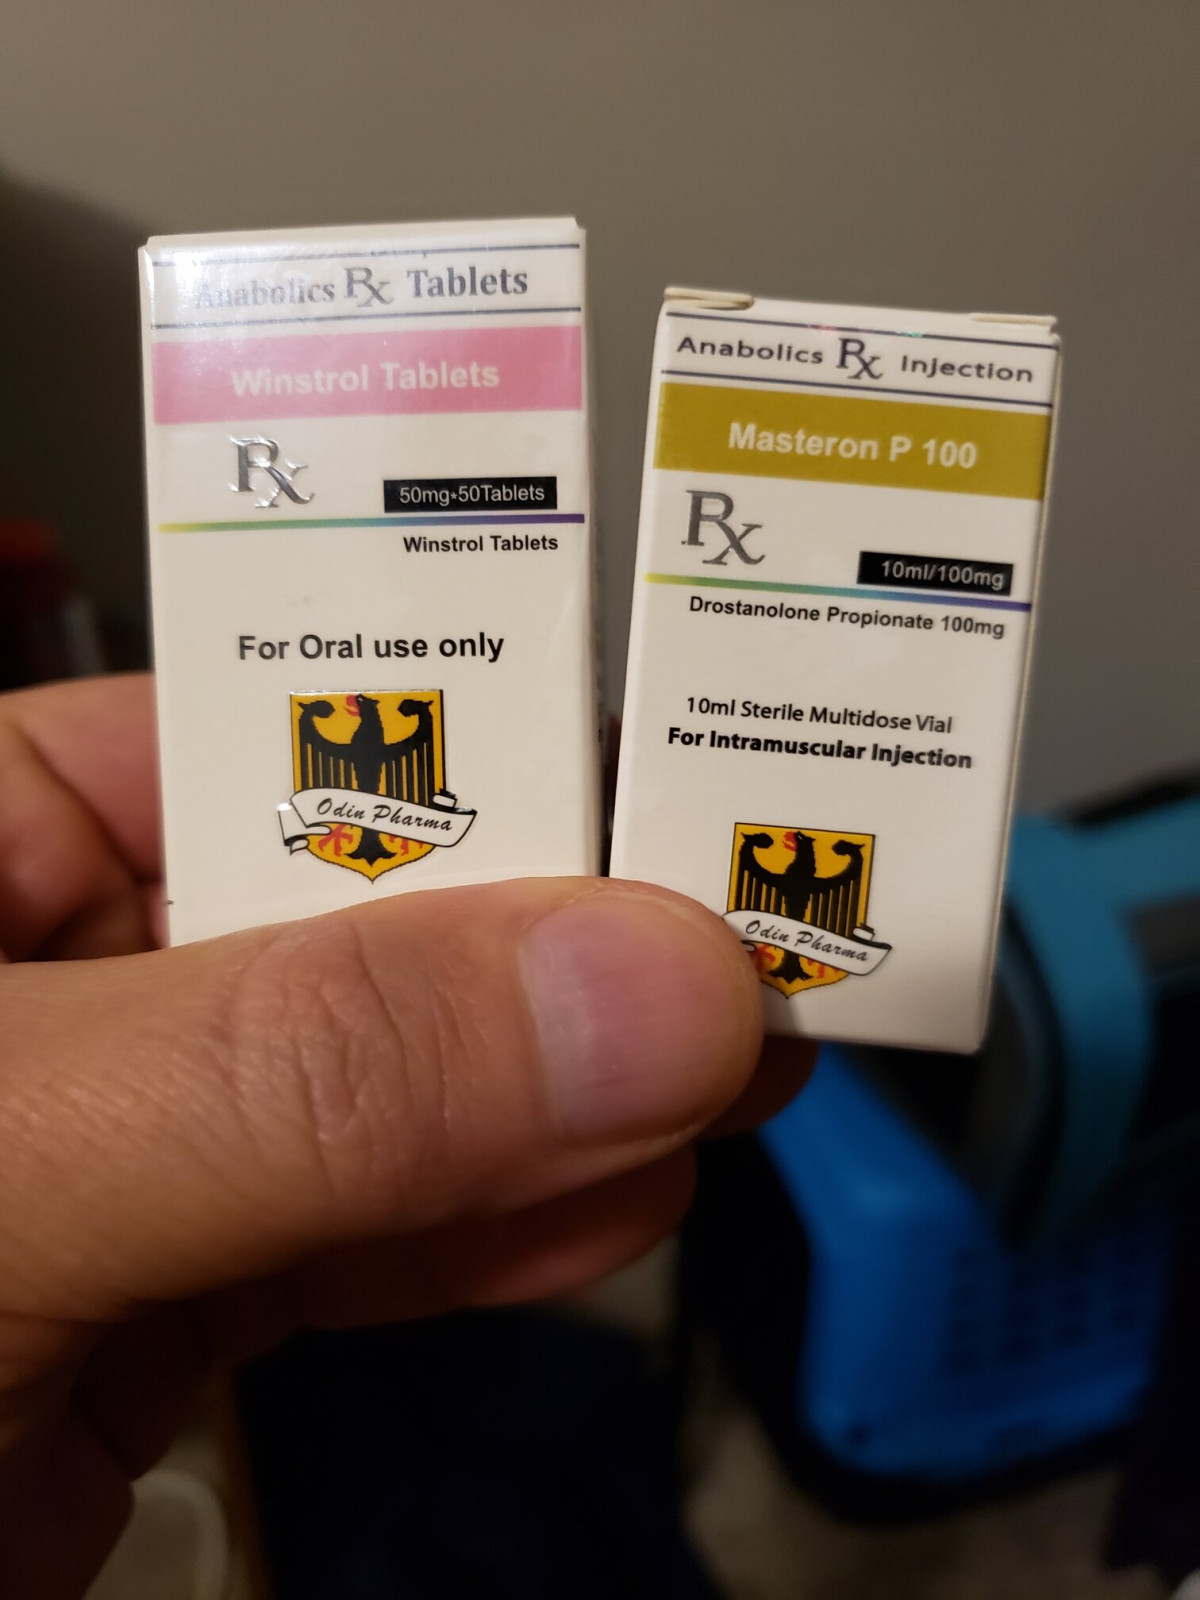 Anabolics Rx Tablets
Winstrol Tablets
Rx
50mg*50Tablets
Winstrol Tablets
For Oral use only
Odin Pharma
Anabolics Rx Injection
Masteron P 100
Rx
10ml/100mg
Drostanolone Propionate 100mg
10ml Sterile Multidose Vial
For Intramuscular Injection
Odin Pharma